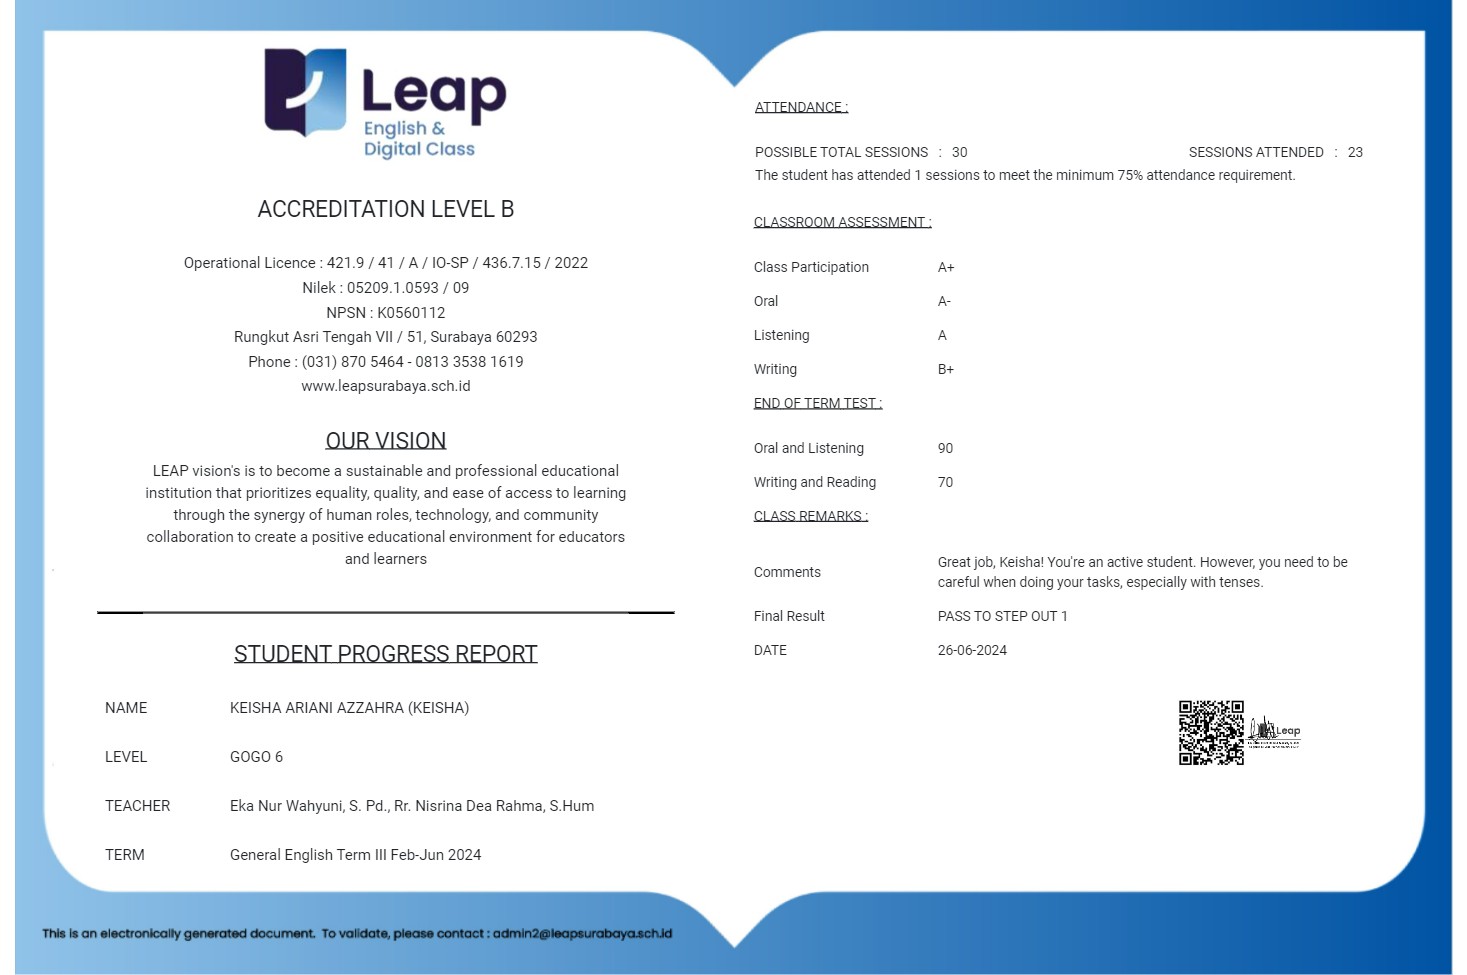 Leap
English &
Digital Class
ACCREDITATION LEVEL B
Operational Licence : 421.9 / 41 / A / IO-SP / 436.7.15 / 2022
Nilek : 05209.1.0593 / 09
NPSN : K0560112
Rungkut Asri Tengah VII / 51, Surabaya 60293
Phone : (031) 870 5464 - 0813 3538 1619
www.leapsurabaya.sch.id
OUR VISION
LEAP vision's is to become a sustainable and professional educational
institution that prioritizes equality, quality, and ease of access to learning
through the synergy of human roles, technology, and community
collaboration to create a positive educational environment for educators
and learners
STUDENT PROGRESS REPORT
NAME KEISHA ARIANI AZZAHRA (KEISHA)
LEVEL GOGO 6
TEACHER Eka Nur Wahyuni, S. Pd., Rr. Nisrina Dea Rahma, S.Hum
TERM General English Term III Feb-Jun 2024
ATTENDANCE :
POSSIBLE TOTAL SESSIONS : 30 SESSIONS ATTENDED : 23
The student has attended 1 sessions to meet the minimum 75% attendance requirement.
CLASSROOM ASSESSMENT :
Class Participation A+
Oral A-
Listening A
Writing B+
END OF TERM TEST :
Oral and Listening 90
Writing and Reading 70
CLASS REMARKS :
Comments Great job, Keisha! You're an active student. However, you need to be
careful when doing your tasks, especially with tenses.
Final Result PASS TO STEP OUT 1
DATE 26-06-2024
Leap
This is an electronically generated document. To validate, please contact : admin2@leapsurabaya.sch.id